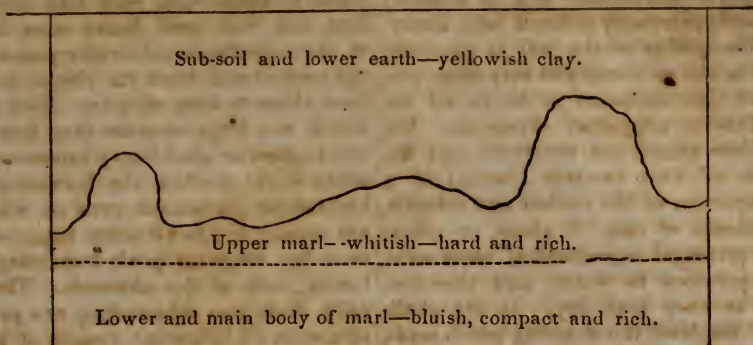 Sub-soil and lower earth—yellowish clay.
Upper marl--whitish—hard and rich.
Lower and main body of marl—bluish, compact and rich.